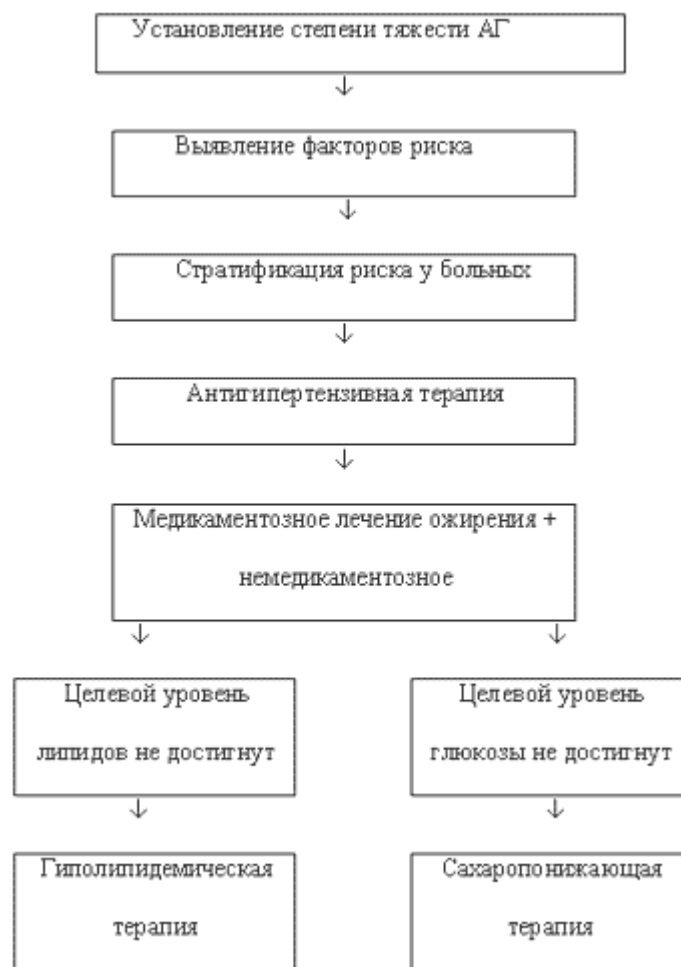 Установление степени тяжести АГ
Выявление факторов риска
Стратификация риска у больных
Антигипертензивная терапия
Медикаментозное лечение ожирения +
немедикаментозное
Целевой уровень
липидов не достигнут
Целевой уровень
глюкозы не достигнут
Гиполипидемическая
терапия
Сахаропонижающая
терапия